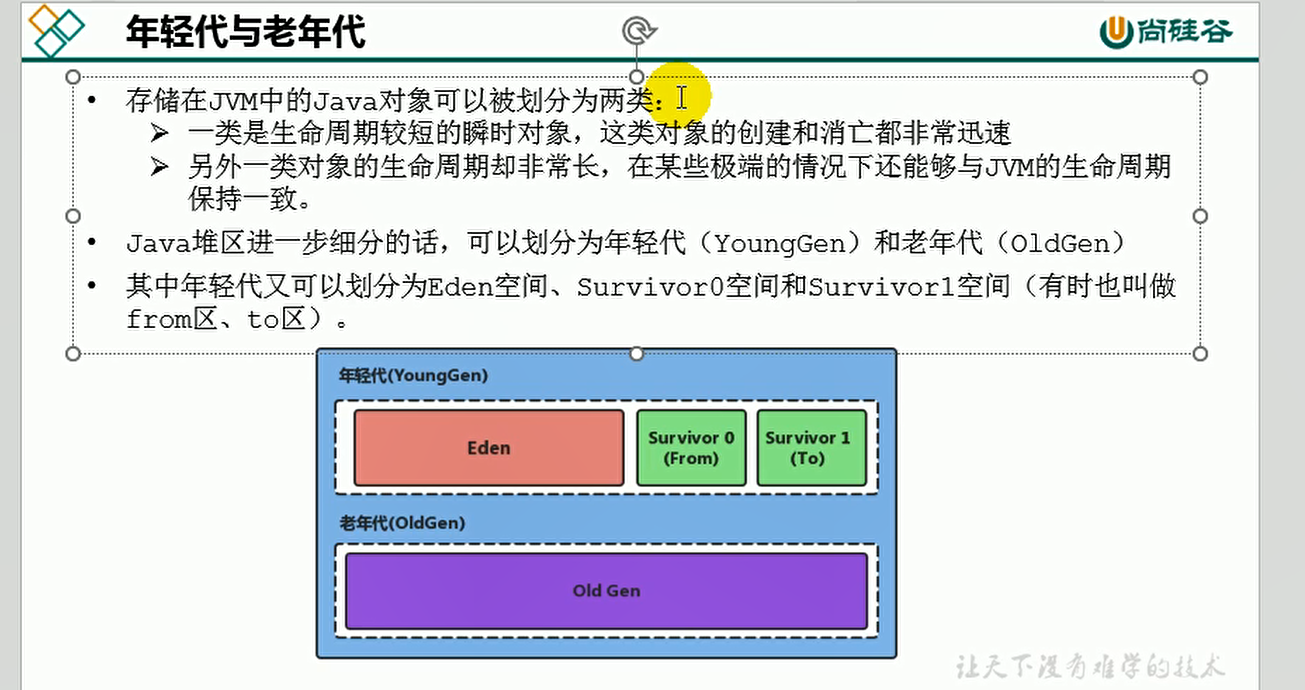 年轻代与老年代
尚硅谷
• 存储在JVM中的Java对象可以被划分为两类：
➢ 一类是生命周期较短的瞬时对象，这类对象的创建和消亡都非常迅速
➢ 另外一类对象的生命周期却非常长，在某些极端的情况下还能够与JVM的生命周期
保持一致。
• Java堆区进一步细分的话，可以划分为年轻代（YoungGen）和老年代（OldGen）
• 其中年轻代又可以划分为Eden空间、Survivor0空间和Survivor1空间（有时也叫做
from区、to区）。
年轻代(YoungGen)
Eden
Survivor 0
(From)
Survivor 1
(To)
老年代(OldGen)
Old Gen
让天下没有难学的技术